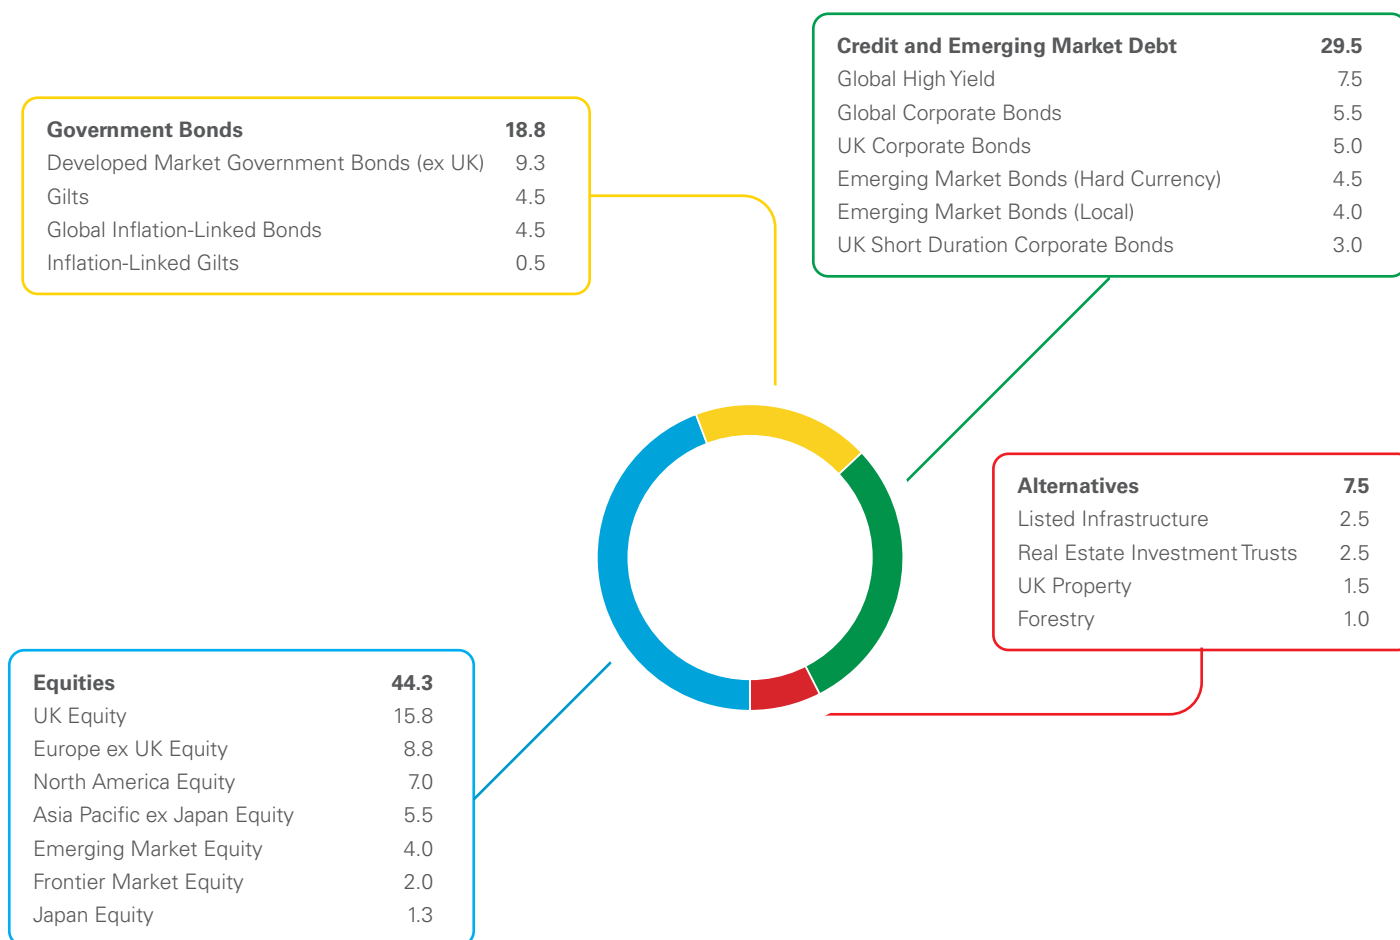 Credit and Emerging Market Debt 29.5
Global High Yield 7.5
Global Corporate Bonds 5.5
UK Corporate Bonds 5.0
Emerging Market Bonds (Hard Currency) 4.5
Emerging Market Bonds (Local) 4.0
UK Short Duration Corporate Bonds 3.0
Government Bonds 18.8
Developed Market Government Bonds (ex UK) 9.3
Gilts 4.5
Global Inflation-Linked Bonds 4.5
Inflation-Linked Gilts 0.5
Alternatives 7.5
Listed Infrastructure 2.5
Real Estate Investment Trusts 2.5
UK Property 1.5
Forestry 1.0
Equities 44.3
UK Equity 15.8
Europe ex UK Equity 8.8
North America Equity 7.0
Asia Pacific ex Japan Equity 5.5
Emerging Market Equity 4.0
Frontier Market Equity 2.0
Japan Equity 1.3